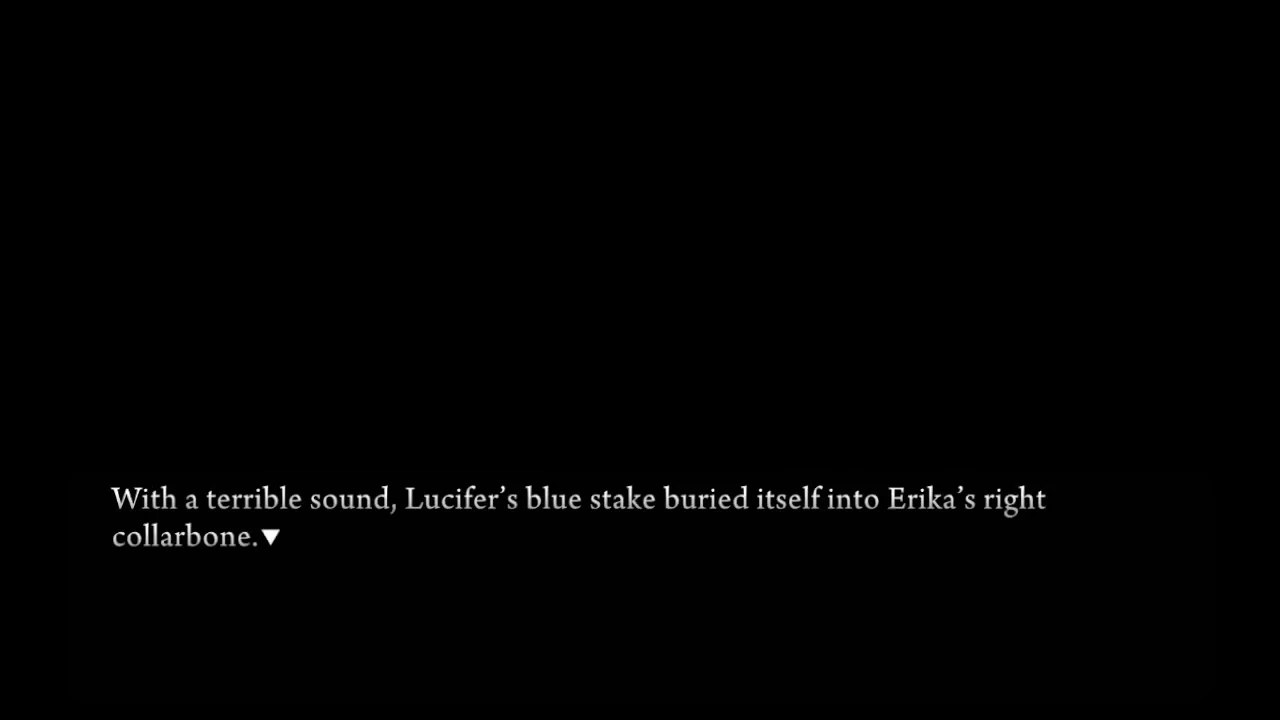 With a terrible sound, Lucifer’s blue stake buried itself into Erika’s right
collarbone.▼